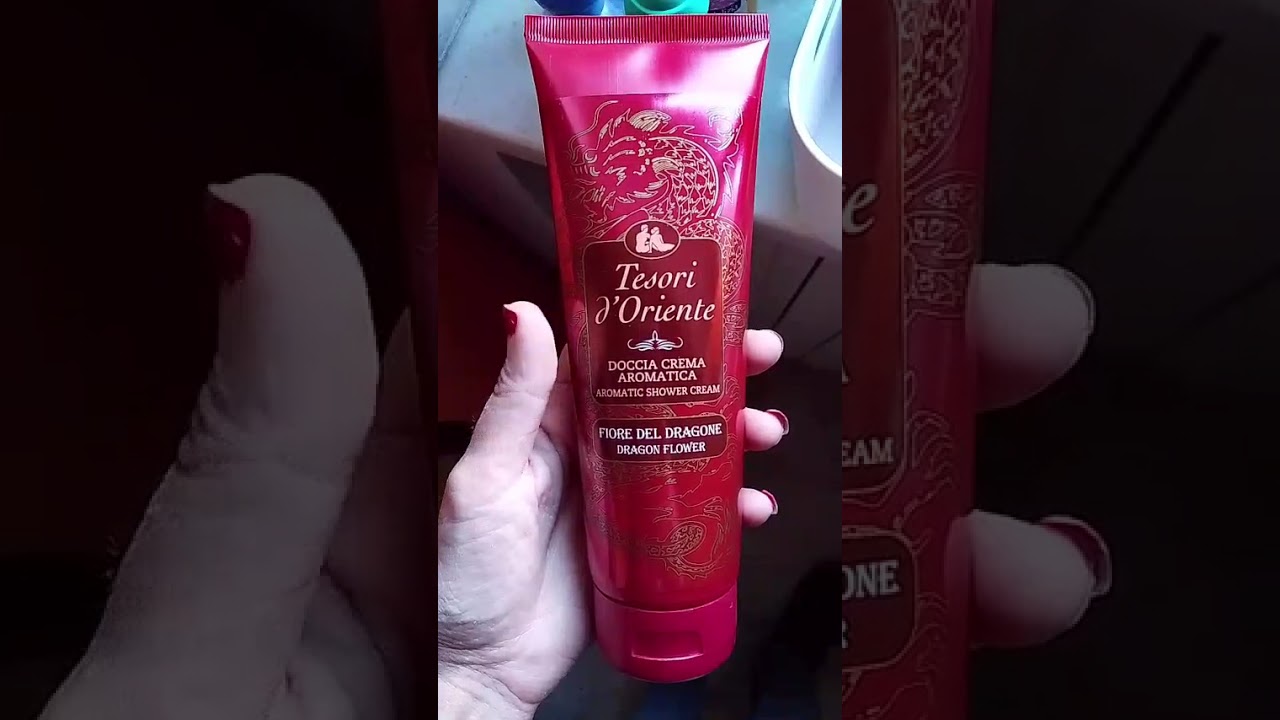 Tesori
d'Oriente
DOCCIA CREMA
AROMATICA
AROMATIC SHOWER CREAM
FIORE DEL DRAGONE
DRAGON FLOWER